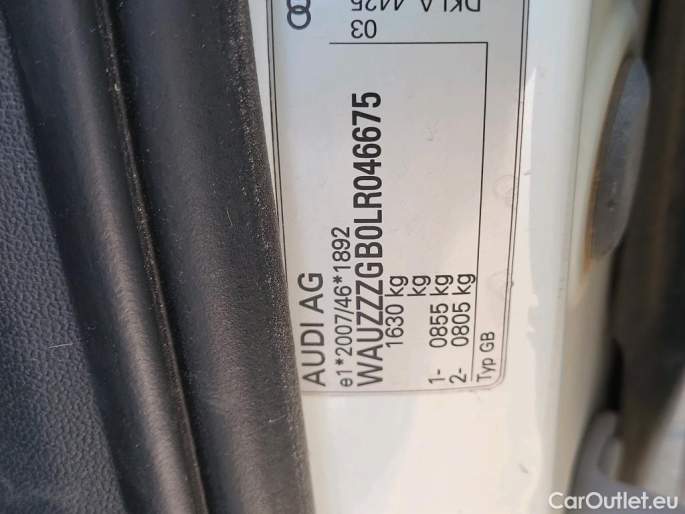 AUDI AG
e1*2007/46*1892
WAUZZZGB0LR046675
1630 kg
kg
1- 0855 kg
2- 0805 kg
Typ GB
03
CarOutlet.eu